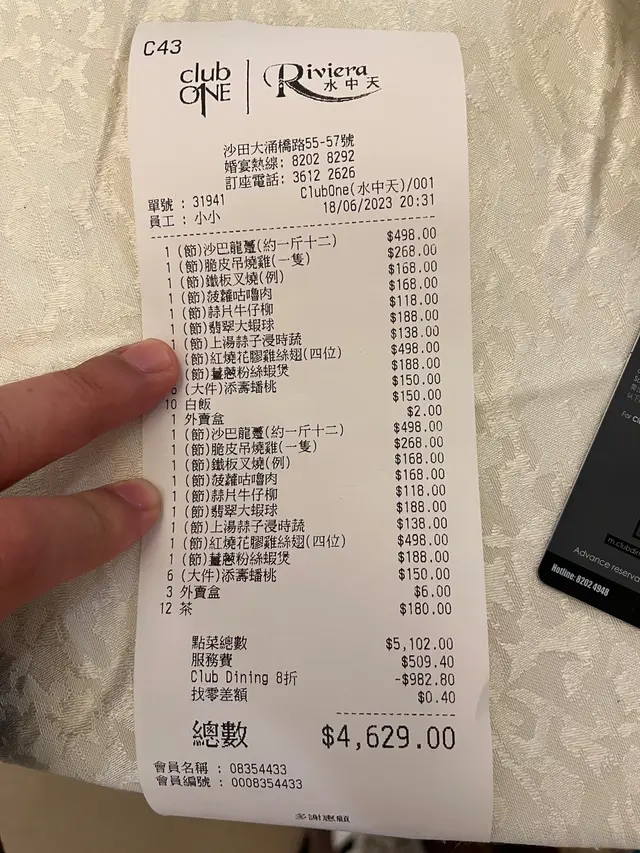 C43
club ONE | Riviera 水中天
沙田大涌橋路55-57號
婚宴熱線: 8202 8292
訂座電話: 3612 2626
單號 : 31941 ClubOne(水中天)/001
員工 : 小小 18/06/2023 20:31
1 (節)沙巴龍躉(約一斤十二) $498.00
1 (節)脆皮吊燒雞(一隻) $268.00
1 (節)鐵板叉燒(例) $168.00
1 (節)菠蘿咕嚕肉 $168.00
1 (節)蒜片牛仔柳 $118.00
1 (節)翡翠大蝦球 $188.00
1 (節)上湯蒜子浸時蔬 $138.00
(節)紅燒花膠雞絲翅(四位) $498.00
(節)薑蔥粉絲蝦煲 $188.00
6 (大件)添壽蟠桃 $150.00
10 白飯 $150.00
1 外賣盒 $2.00
1 (節)沙巴龍躉(約一斤十二) $498.00
1 (節)脆皮吊燒雞(一隻) $268.00
1 (節)鐵板叉燒(例) $168.00
1 (節)菠蘿咕嚕肉 $168.00
1 (節)蒜片牛仔柳 $118.00
1 (節)翡翠大蝦球 $188.00
1 (節)上湯蒜子浸時蔬 $138.00
1 (節)紅燒花膠雞絲翅(四位) $498.00
1 (節)薑蔥粉絲蝦煲 $188.00
6 (大件)添壽蟠桃 $150.00
3 外賣盒 $6.00
12 茶 $180.00
點菜總數 $5,102.00
服務費 $509.40
Club Dining 8折 -$982.80
找零差額 $0.40
總數 $4,629.00
會員名稱 : 08354433
會員編號 : 0008354433
多謝惠顧
For
m.clubdin
Advance reserva
Hotline: 8202 4948